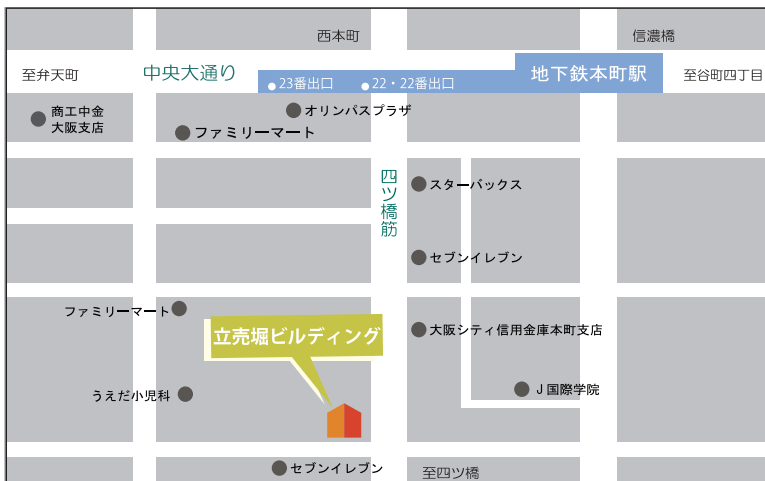 西本町
信濃橋
至弁天町
中央大通り
地下鉄本町駅
至谷町四丁目
23番出口
22・22番出口
商工中金
大阪支店
オリンパスプラザ
ファミリーマート
四ツ橋筋
スターバックス
セブンイレブン
ファミリーマート
立売堀ビルディング
大阪シティ信用金庫本町支店
うえだ小児科
J国際学院
セブンイレブン
至四ツ橋